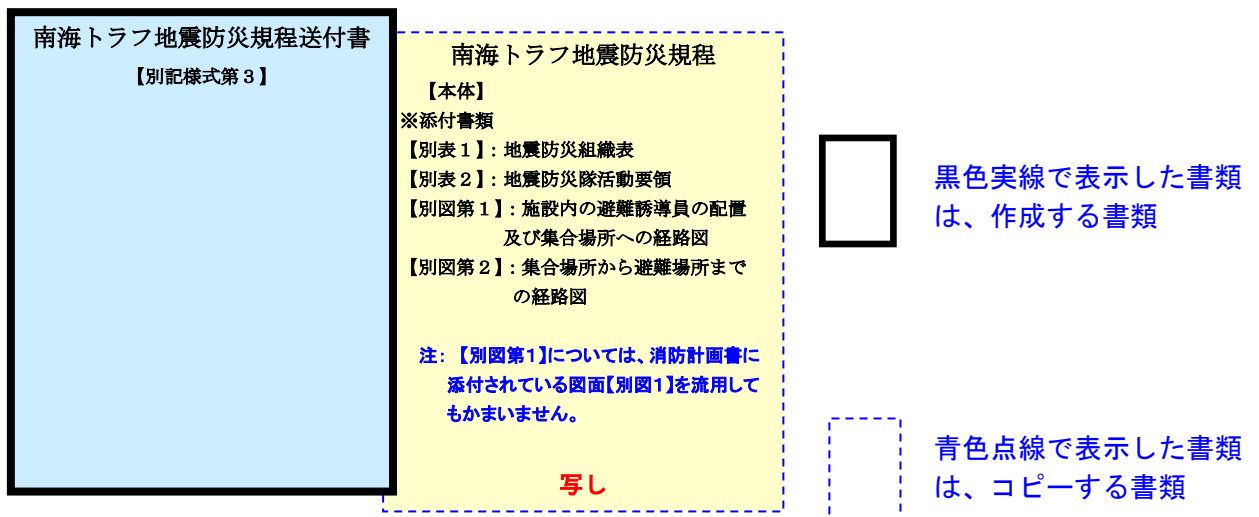 南海トラフ地震防災規程送付書
【別記様式第３】
南海トラフ地震防災規程
【本体】
※添付書類
【別表１】：地震防災組織表
【別表２】：地震防災隊活動要領
【別図第１】：施設内の避難誘導員の配置
及び集合場所への経路図
【別図第２】：集合場所から避難場所まで
の経路図
注：【別図第１】については、消防計画書に
添付されている図面【別図１】を流用して
もかまいません。
写し
黒色実線で表示した書類
は、作成する書類
青色点線で表示した書類
は、コピーする書類